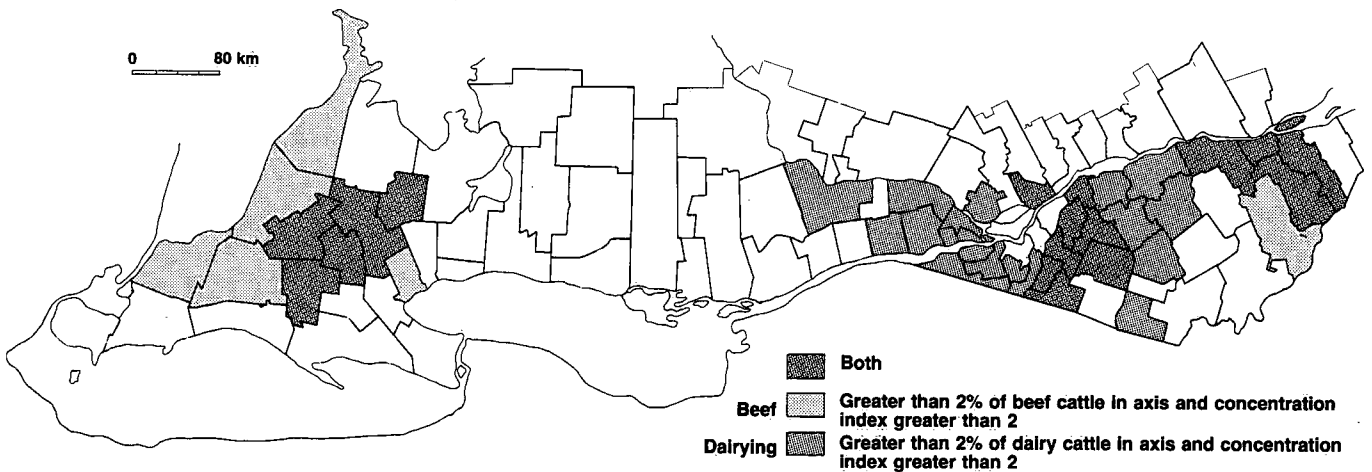 0 80 km
Both
Beef Greater than 2% of beef cattle in axis and concentration
index greater than 2
Dairying Greater than 2% of dairy cattle in axis and concentration
index greater than 2